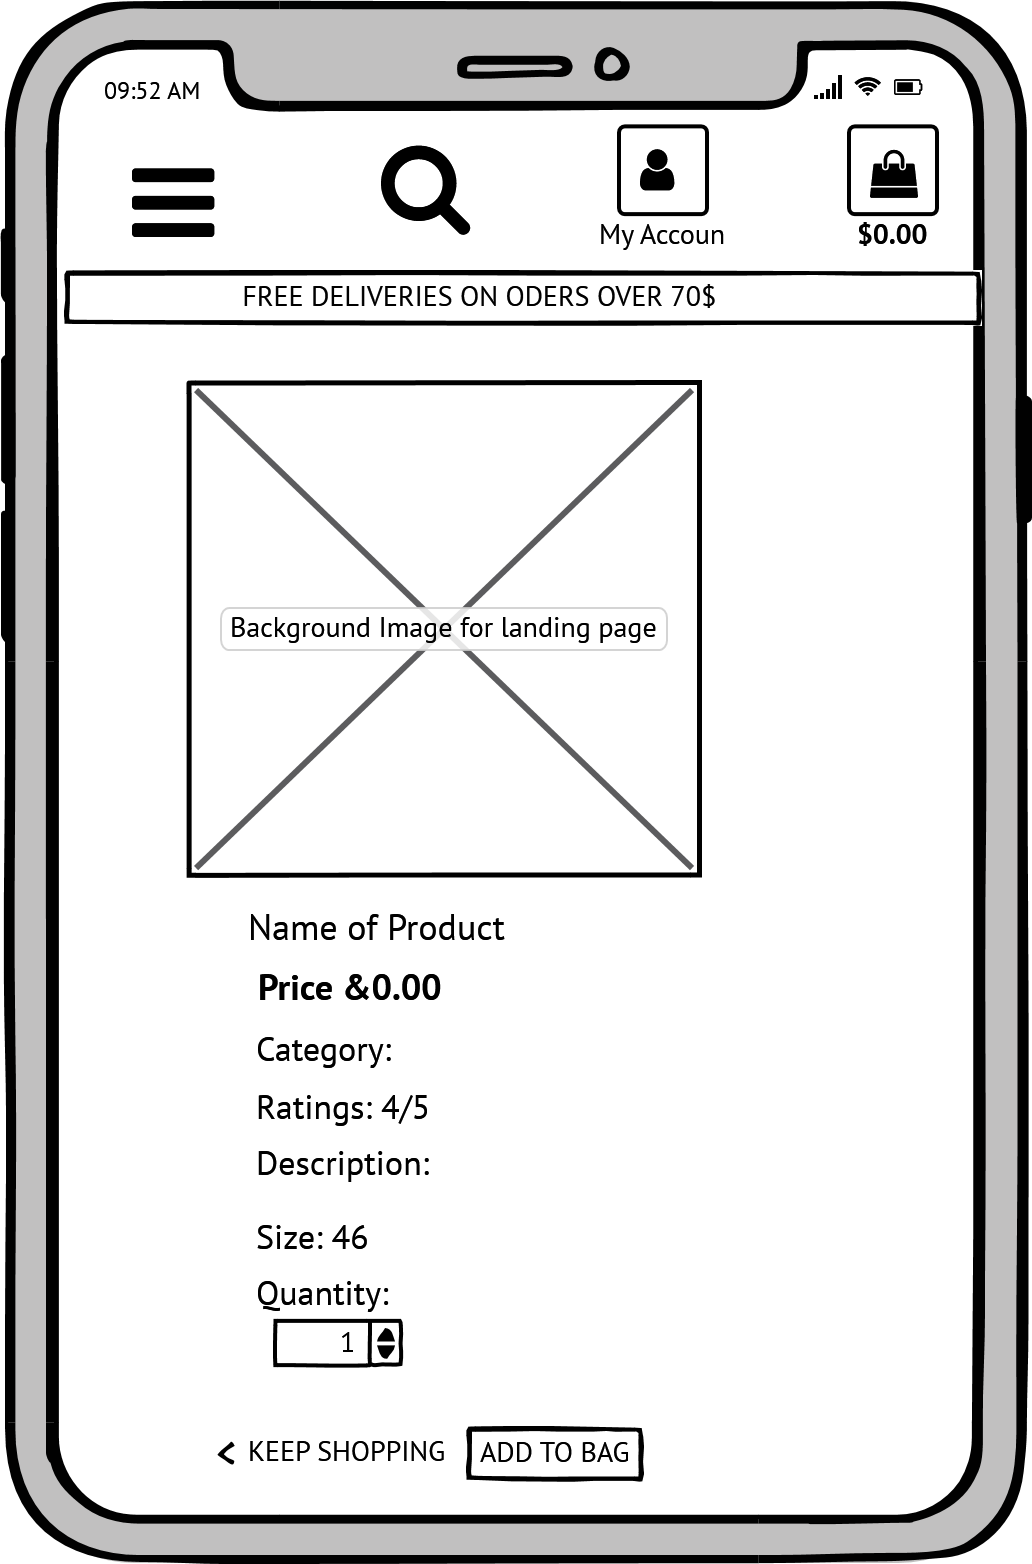 09:52 AM
My Accoun
$0.00
FREE DELIVERIES ON ODERS OVER 70$
Background Image for landing page
Name of Product
Price &0.00
Category:
Ratings: 4/5
Description:
Size: 46
Quantity:
1
KEEP SHOPPING ADD TO BAG